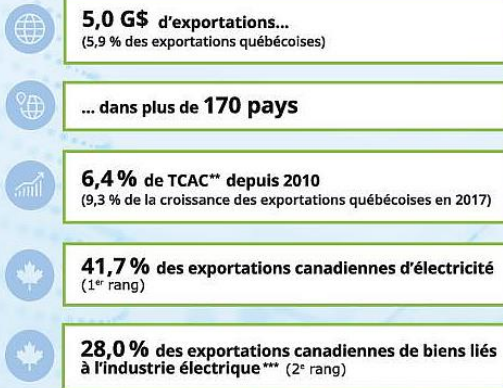 5,0 G$ d'exportations...
(5,9 % des exportations québécoises)
... dans plus de 170 pays
6,4 % de TCAC** depuis 2010
(9,3 % de la croissance des exportations québécoises en 2017)
41,7 % des exportations canadiennes d'électricité
(1er rang)
28,0 % des exportations canadiennes de biens liés
à l'industrie électrique*** (2e rang)